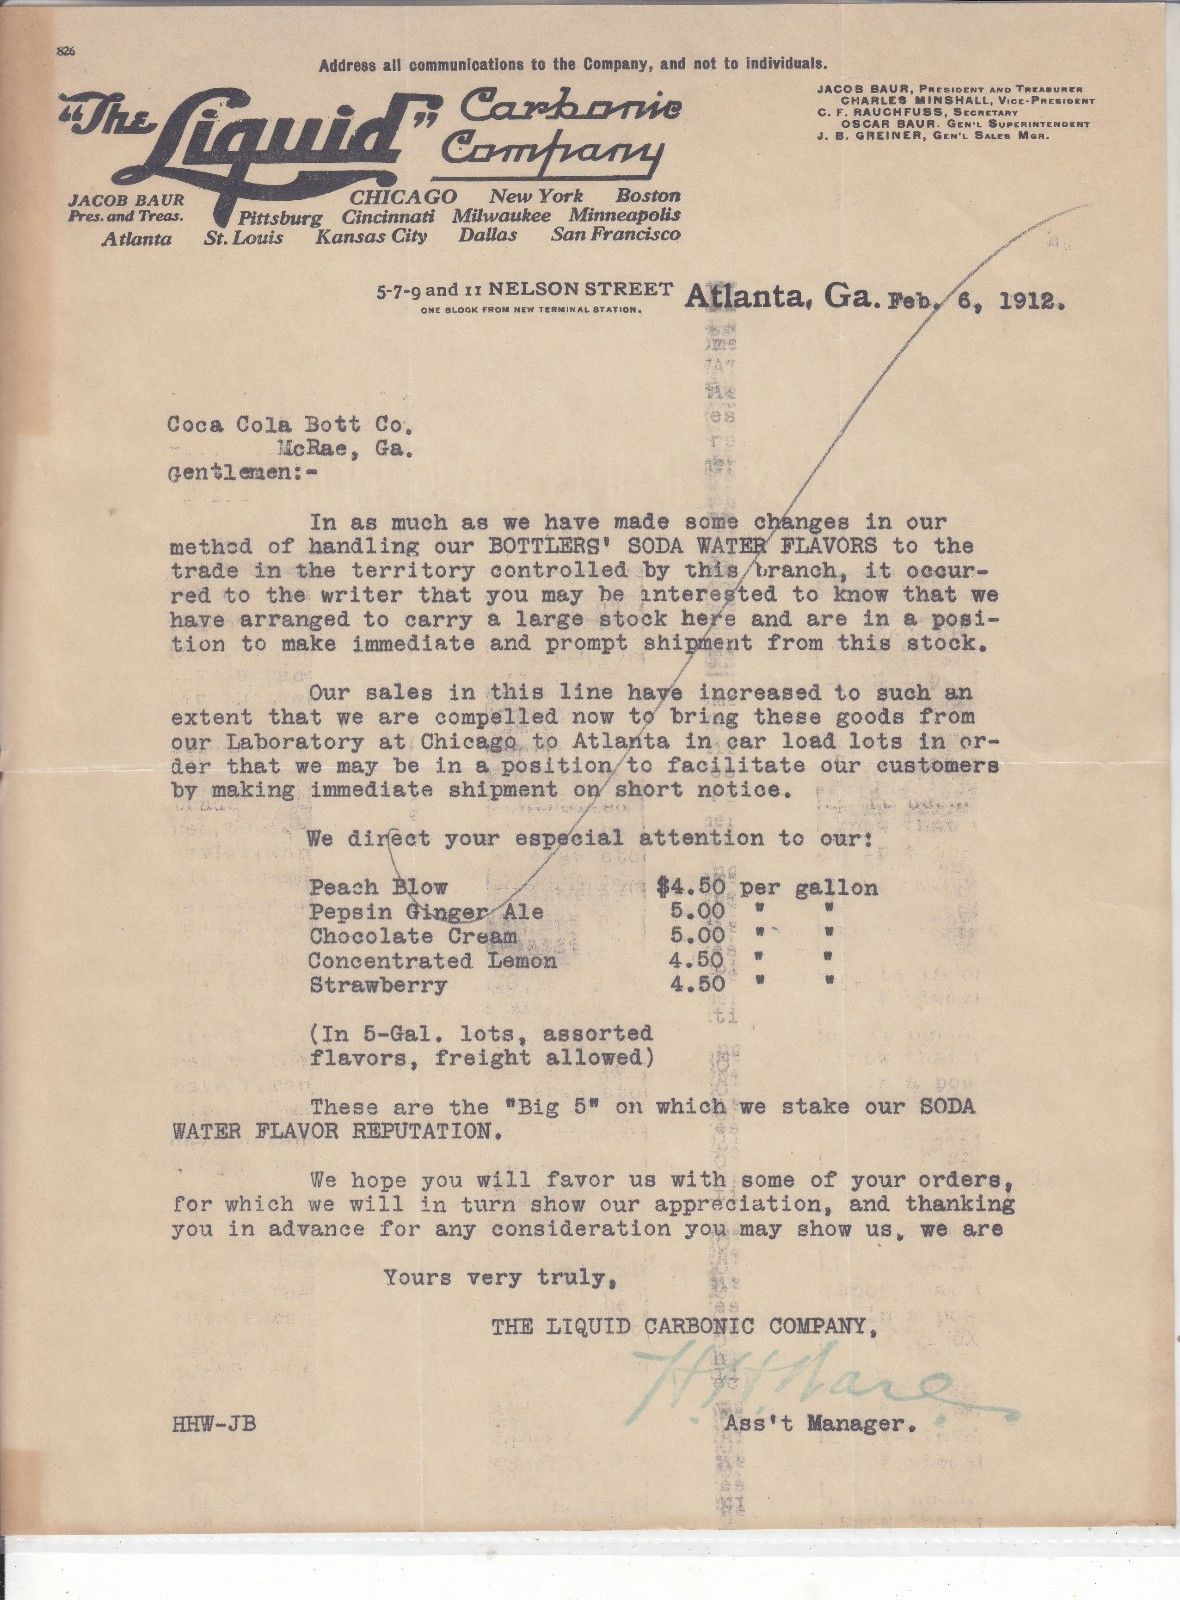 826
Address all communications to the Company, and not to individuals.
"The Liquid" Carbonic Company
JACOB BAUR, PRESIDENT AND TREASURER
CHARLES MINSHALL, VICE-PRESIDENT
C. F. RAUCHFUSS, SECRETARY
OSCAR BAUR. GEN'L SUPERINTENDENT
J. B. GREINER, GEN'L SALES MGR.
JACOB BAUR
Pres. and Treas.
CHICAGO New York Boston
Pittsburg Cincinnati Milwaukee Minneapolis
Atlanta St. Louis Kansas City Dallas San Francisco
5-7-9 and 11 NELSON STREET
ONE BLOCK FROM NEW TERMINAL STATION.
Atlanta, Ga. Feb. 6, 1912.
Coca Cola Bott Co.
McRae, Ga.
Gentlemen:-
In as much as we have made some changes in our
method of handling our BOTTLERS' SODA WATER FLAVORS to the
trade in the territory controlled by this branch, it occur-
red to the writer that you may be interested to know that we
have arranged to carry a large stock here and are in a posi-
tion to make immediate and prompt shipment from this stock.
Our sales in this line have increased to such an
extent that we are compelled now to bring these goods from
our Laboratory at Chicago to Atlanta in car load lots in or-
der that we may be in a position to facilitate our customers
by making immediate shipment on short notice.
We direct your especial attention to our:
Peach Blow $4.50 per gallon
Pepsin Ginger Ale 5.00 " "
Chocolate Cream 5.00 " "
Concentrated Lemon 4.50 " "
Strawberry 4.50 " "
(In 5-Gal. lots, assorted
flavors, freight allowed)
These are the "Big 5" on which we stake our SODA
WATER FLAVOR REPUTATION.
We hope you will favor us with some of your orders,
for which we will in turn show our appreciation, and thanking
you in advance for any consideration you may show us, we are
Yours very truly,
THE LIQUID CARBONIC COMPANY,
H. H. Ware.
HHW-JB
Ass't Manager.